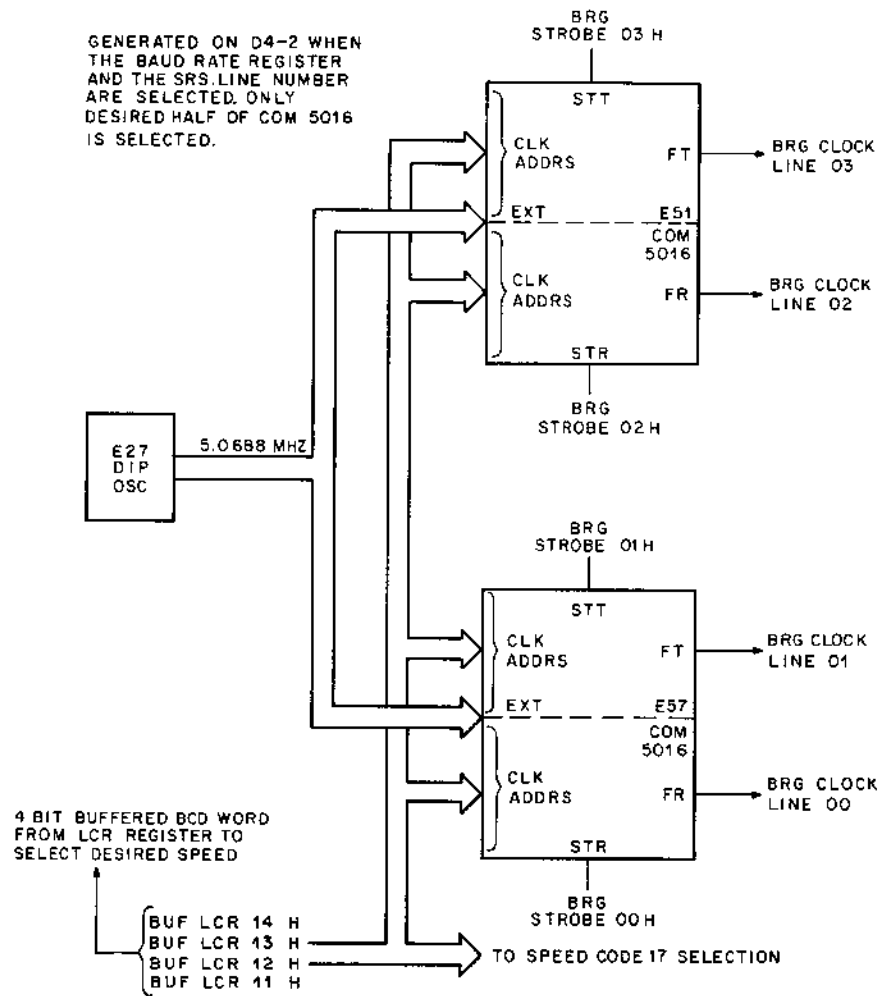 GENERATED ON D4-2 WHEN
THE BAUD RATE REGISTER
AND THE SRS. LINE NUMBER
ARE SELECTED. ONLY
DESIRED HALF OF COM 5016
IS SELECTED.
BRG
STROBE 03 H
STT
CLK
ADDRS
FT
BRG CLOCK
LINE 03
EXT
E51
COM
5016
CLK
ADDRS
FR
BRG CLOCK
LINE 02
STR
BRG
STROBE 02 H
E27
DIP
OSC
5.0688 MHZ
BRG
STROBE 01 H
STT
CLK
ADDRS
FT
BRG CLOCK
LINE 01
EXT
E57
COM
5016
CLK
ADDRS
FR
BRG CLOCK
LINE 00
STR
BRG
STROBE 00 H
4 BIT BUFFERED BCD WORD
FROM LCR REGISTER TO
SELECT DESIRED SPEED
BUF LCR 14 H
BUF LCR 13 H
BUF LCR 12 H
BUF LCR 11 H
TO SPEED CODE 17 SELECTION